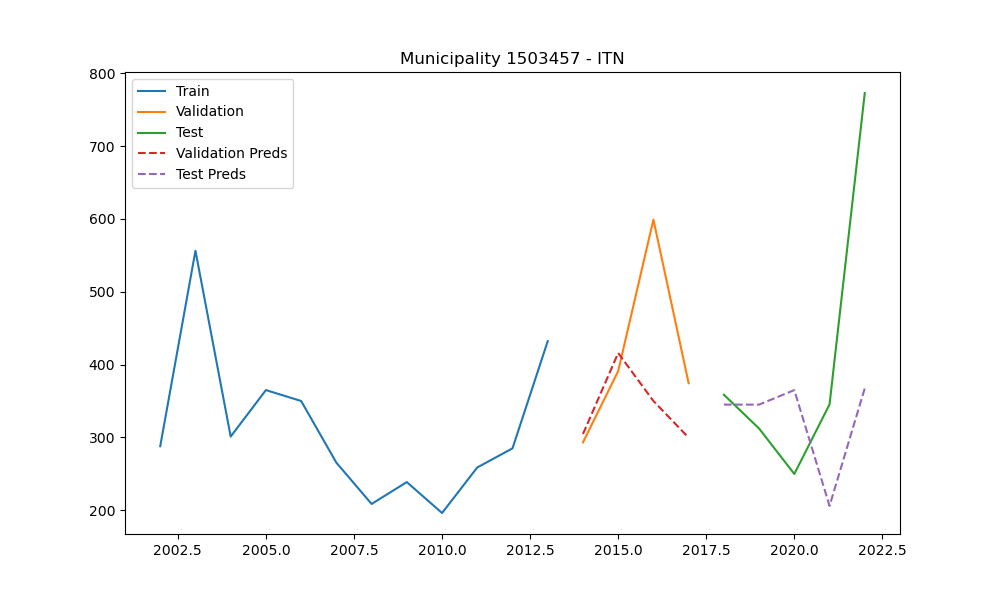 Municipality 1503457 - ITN
800
700
600
500
400
300
200
Train
Validation
Test
Validation Preds
Test Preds
2002.5 2005.0 2007.5 2010.0 2012.5 2015.0 2017.5 2020.0 2022.5